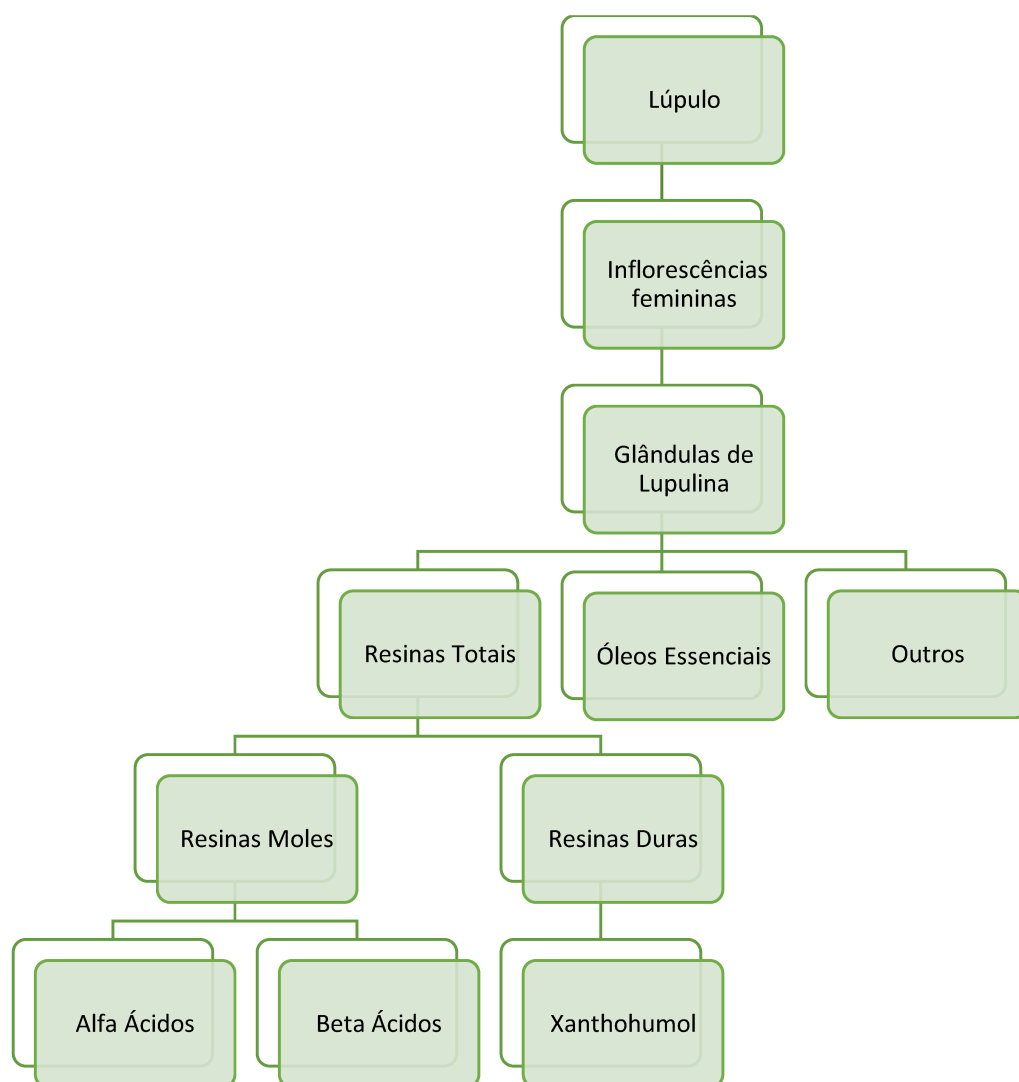 Lúpulo
Inflorescências
femininas
Glândulas de
Lupulina
Resinas Totais
Óleos Essenciais
Outros
Resinas Moles
Resinas Duras
Alfa Ácidos
Beta Ácidos
Xanthohumol